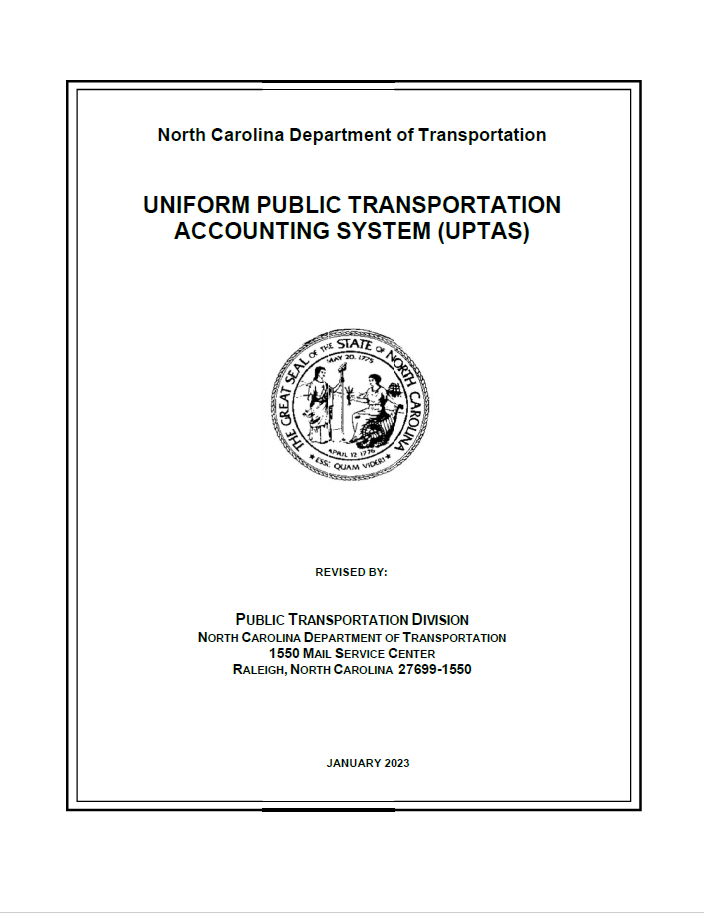 North Carolina Department of Transportation
UNIFORM PUBLIC TRANSPORTATION
ACCOUNTING SYSTEM (UPTAS)
THE GREAT SEAL OF THE STATE OF NORTH CAROLINA
MAY 20, 1775
APRIL 12 1776
★ ESSE QUAM VIDERI ★
REVISED BY:
PUBLIC TRANSPORTATION DIVISION
NORTH CAROLINA DEPARTMENT OF TRANSPORTATION
1550 MAIL SERVICE CENTER
RALEIGH, NORTH CAROLINA 27699-1550
JANUARY 2023